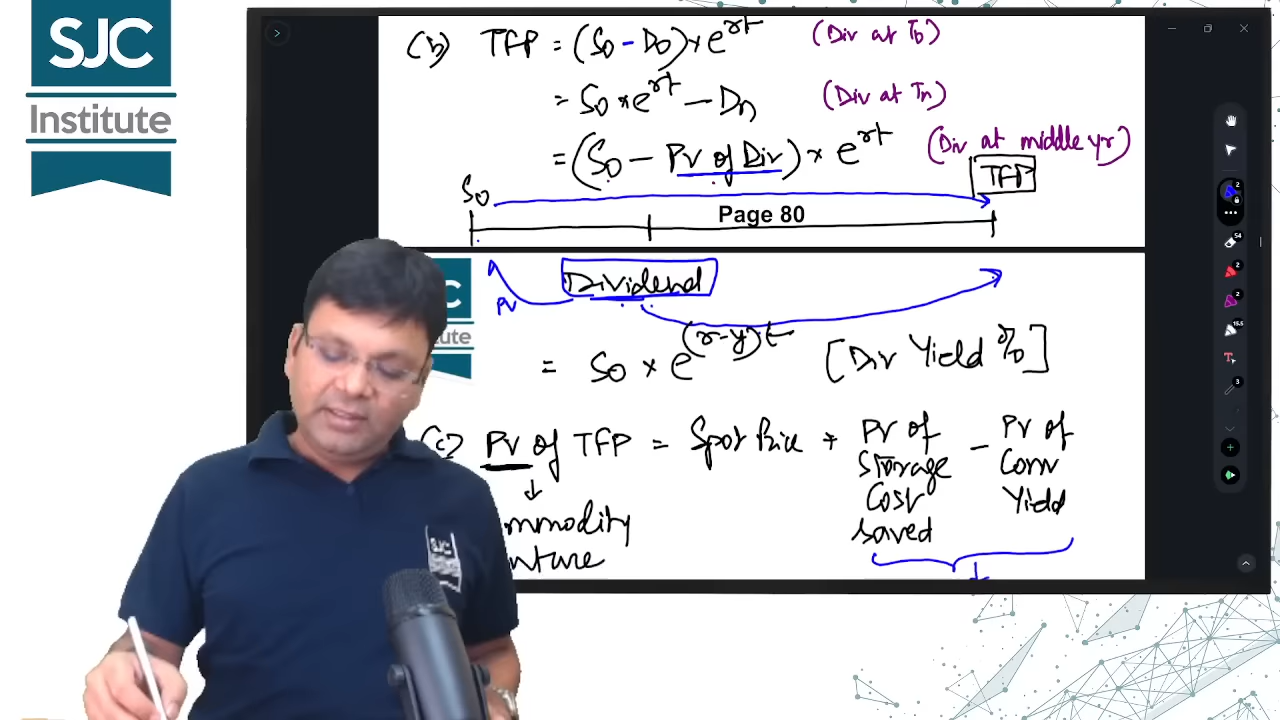 SJC
Institute
(b) TFP = (S0 - D0) × e^rt (Div at T0)
= S0 × e^rt - Dn (Div at Tn)
= (S0 - PV of Div) × e^rt (Div at middle yr)
S0 TFP
Page 80
Dividend
PV
= S0 × e^(r-y)t [Div Yield %]
(c) PV of TFP = Spot Price + PV of Storage Cost Saved - PV of Conv Yield
SJC